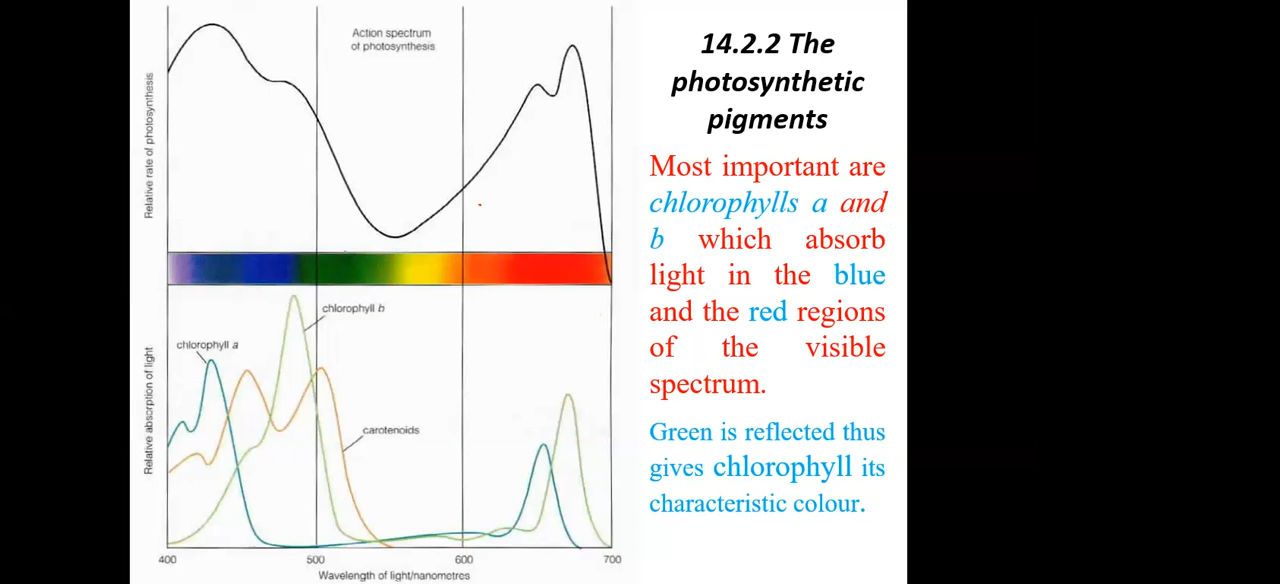 Action spectrum
of photosynthesis
Relative rate of photosynthesis
chlorophyll b
chlorophyll a
carotenoids
Relative absorption of light
400 500 600 700
Wavelength of light/nanometres
14.2.2 The
photosynthetic
pigments
Most important are
chlorophylls a and
b which absorb
light in the blue
and the red regions
of the visible
spectrum.
Green is reflected thus
gives chlorophyll its
characteristic colour.